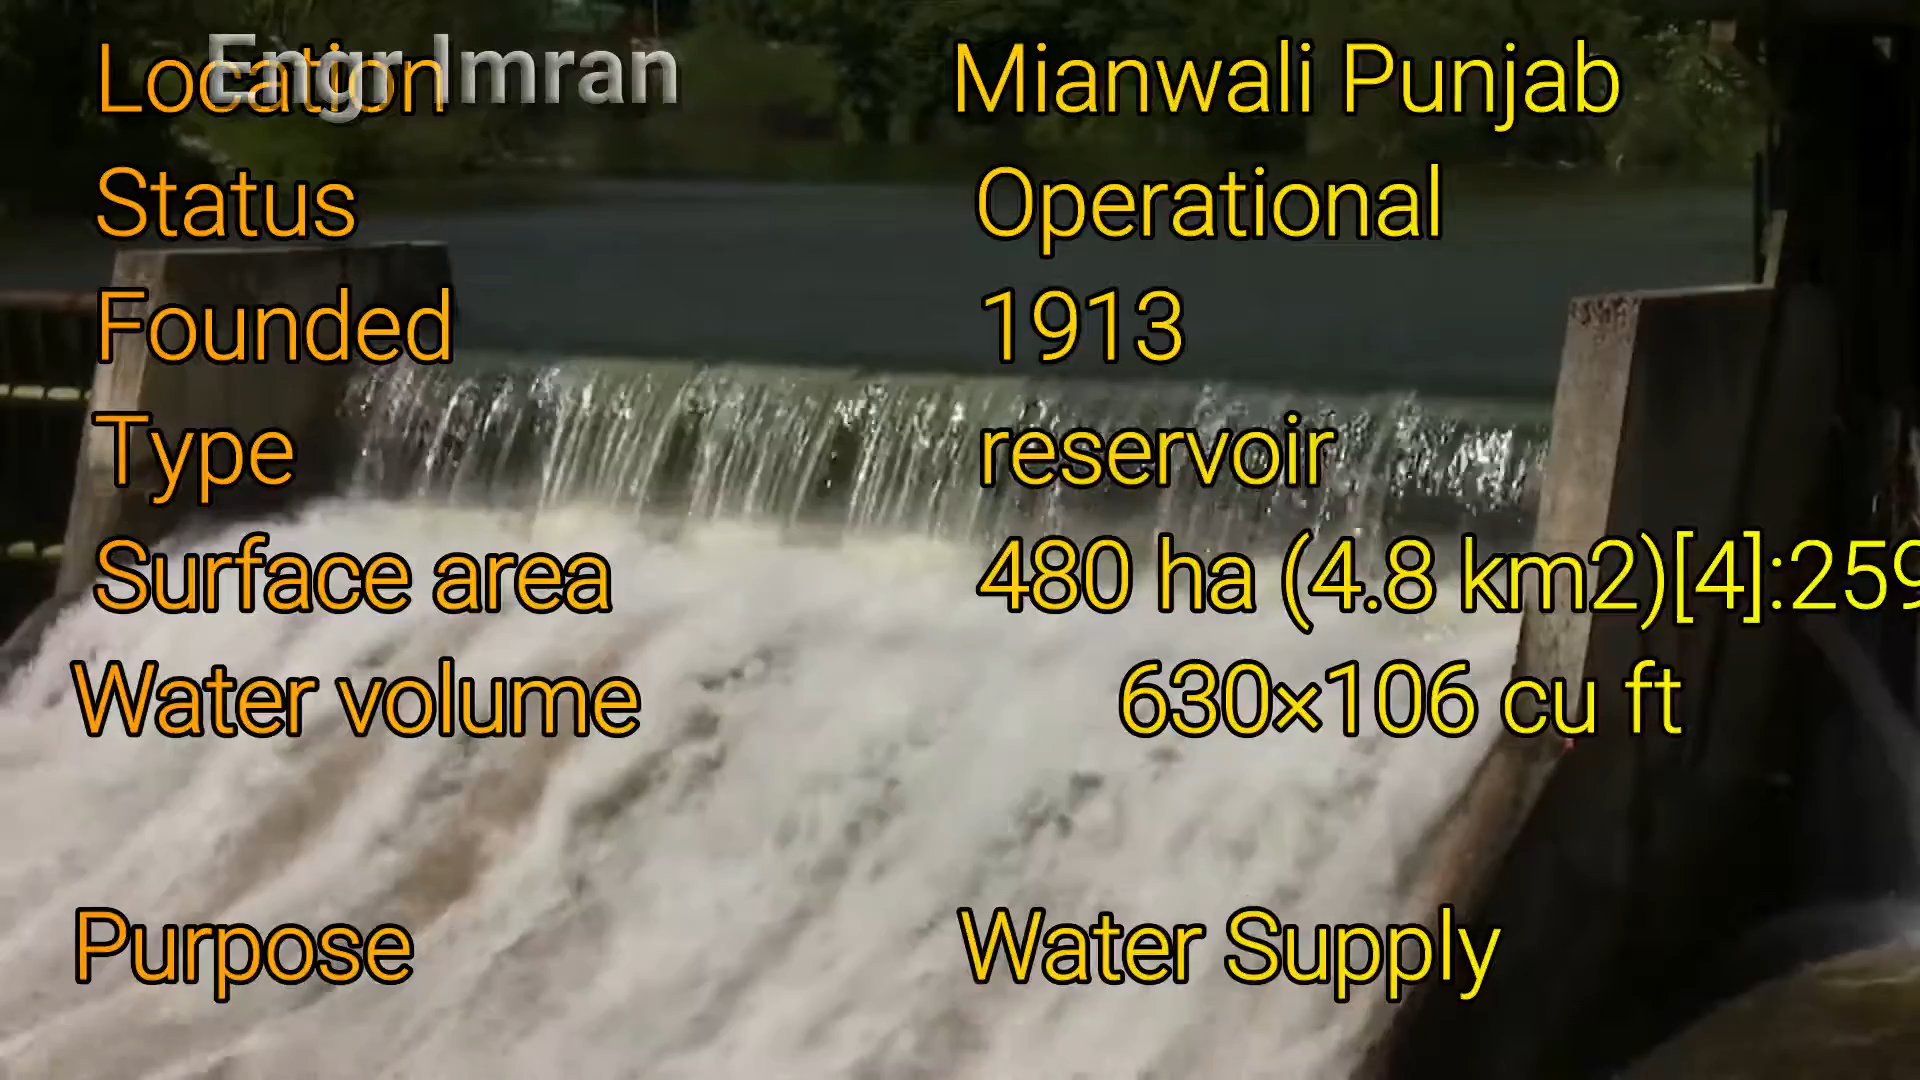 Engr Imran
Location Mianwali Punjab
Status Operational
Founded 1913
Type reservoir
Surface area 480 ha (4.8 km2)[4]:259
Water volume 630×106 cu ft
Purpose Water Supply